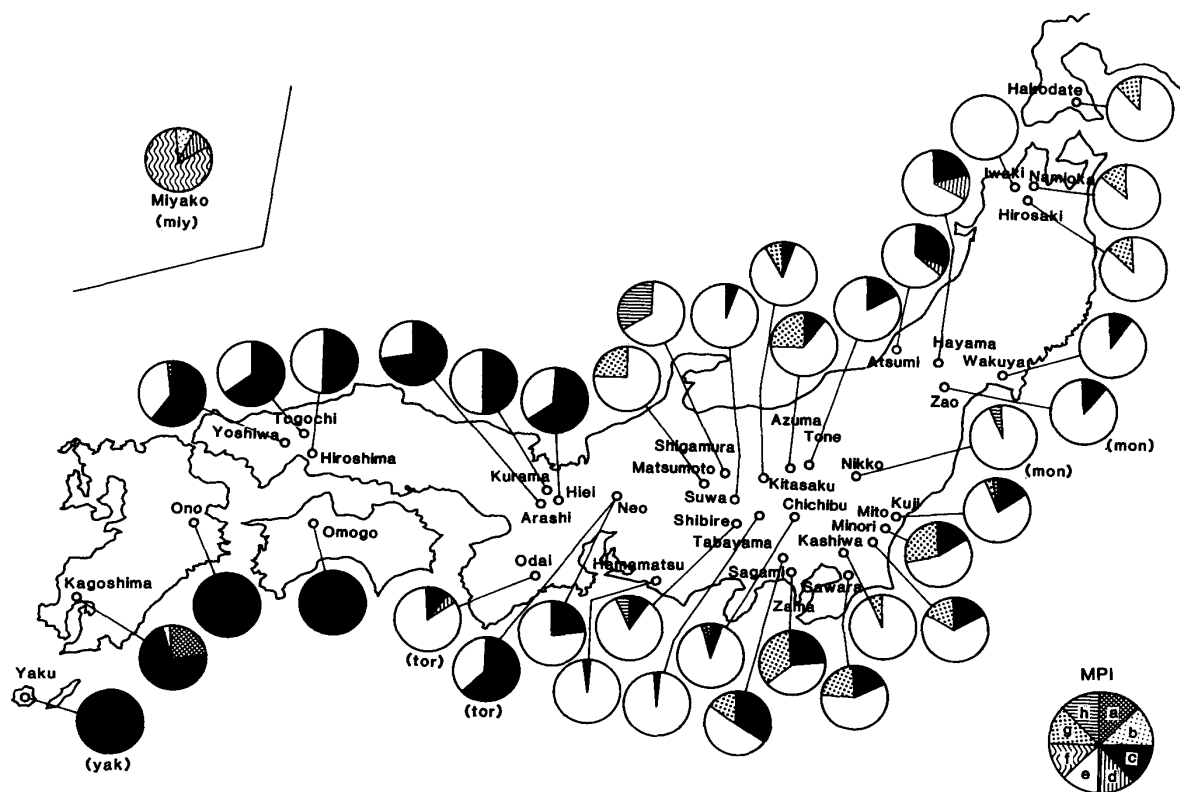 Hakodate
Iwaki Namioka
Hirosaki
Miyako
(miy)
Hayama
Wakuya
Atsumi
Zao
(mon)
Azuma
Tone
Togochi
Yoshiwa
Hiroshima
Shigamura
Matsumoto
Nikko
(mon)
Kitasaku
Kurama
Hiei
Arashi
Neo
Suwa
Ono
Omogo
Shibire
Chichibu
Mito Kuji
Minori
Tabayama
Kashiwa
Odai
Hamamatsu
Sagami
Sawara
Zama
Kagoshima
(tor)
(tor)
Yaku
(yak)
MPI
h a
g b
f c
e d